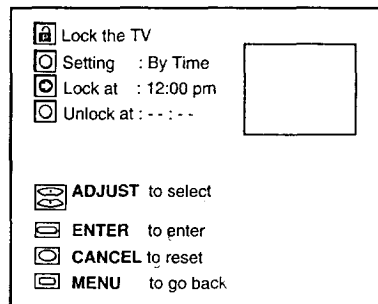 Lock the TV
Setting : By Time
Lock at : 12:00 pm
Unlock at : - - : - -
ADJUST to select
ENTER to enter
CANCEL to reset
MENU to go back